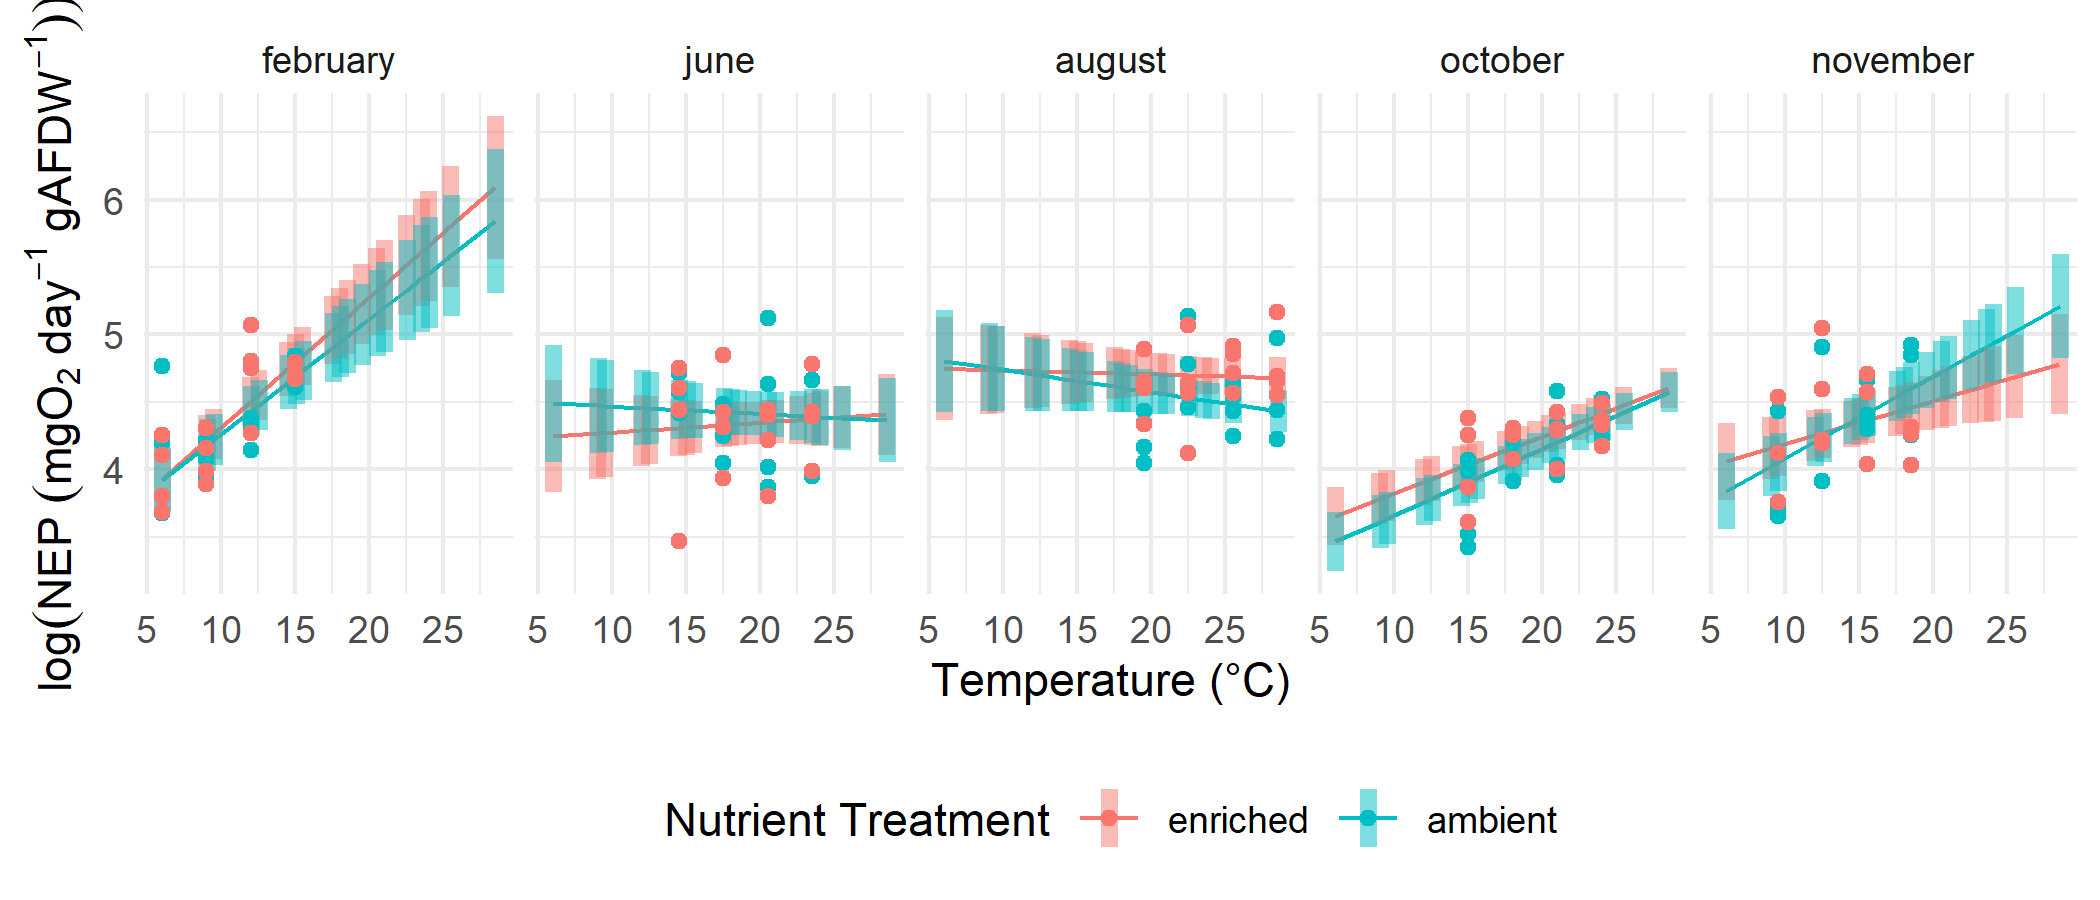 february june august october november
log(NEP (mgO₂ day⁻¹ gAFDW⁻¹))
6
5
4
5 10 15 20 25 5 10 15 20 25 5 10 15 20 25 5 10 15 20 25 5 10 15 20 25
Temperature (°C)
Nutrient Treatment enriched ambient